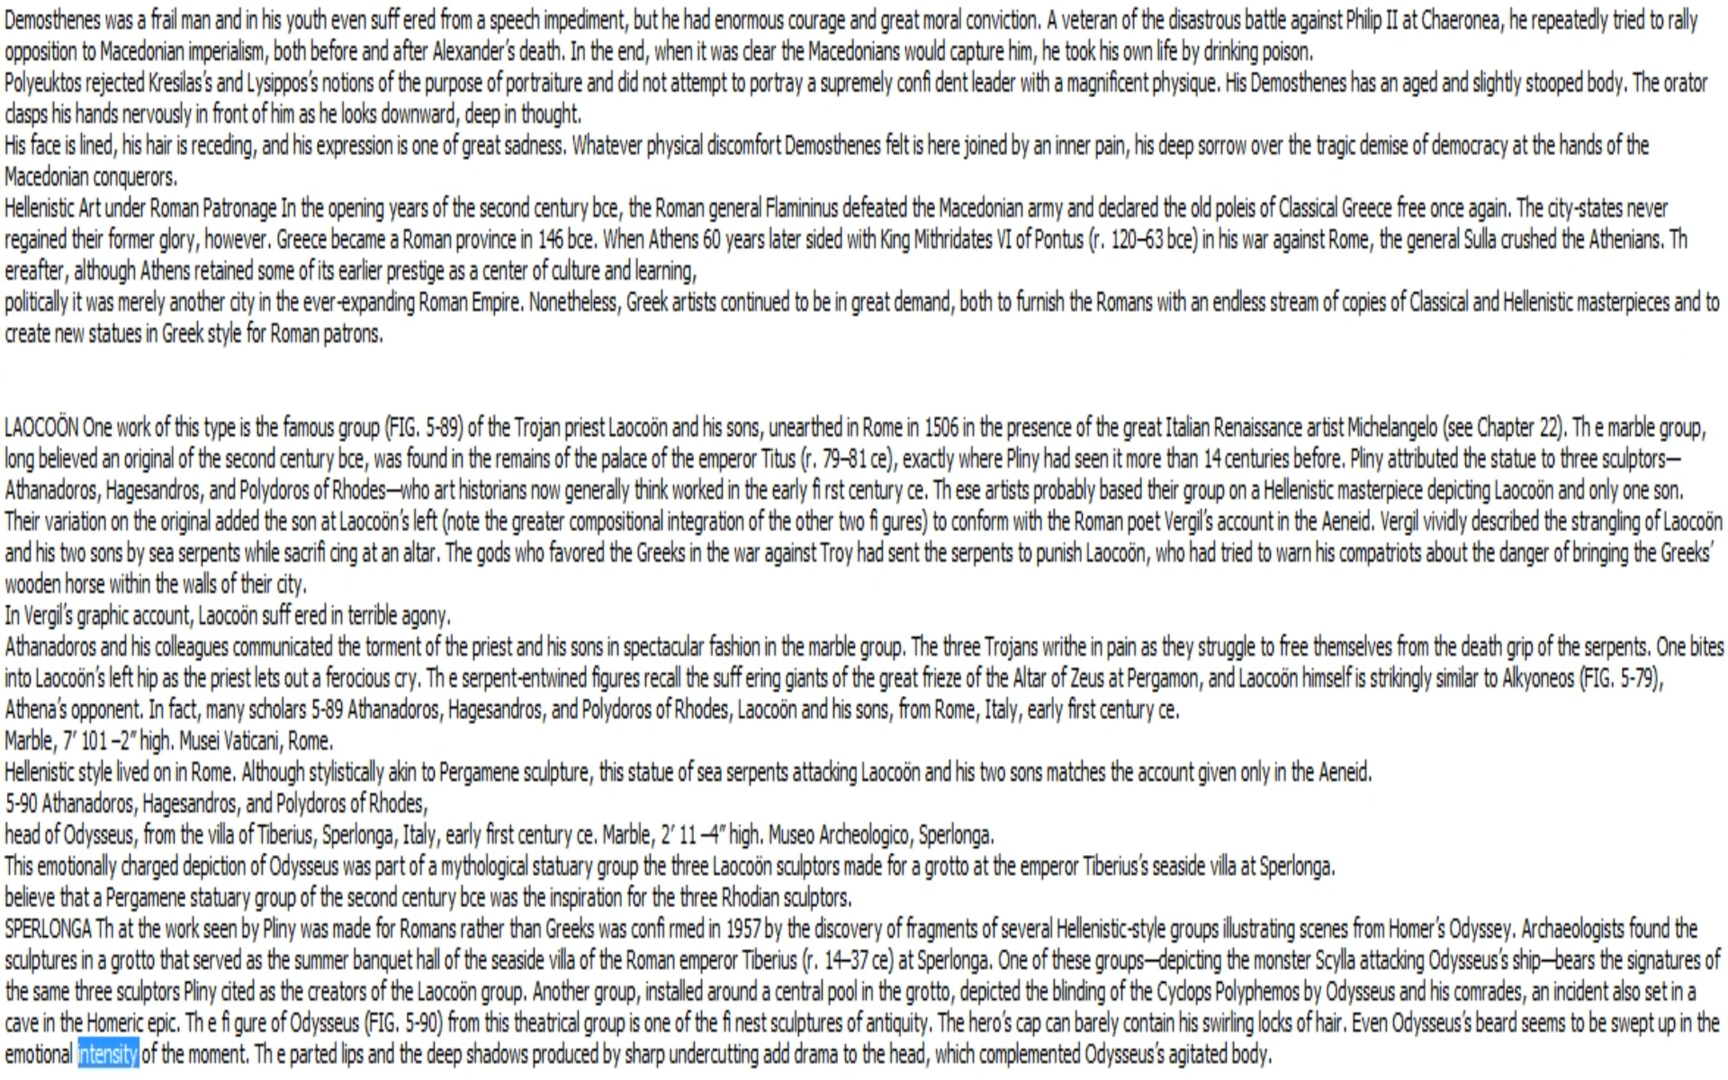 Demosthenes was a frail man and in his youth even suff ered from a speech impediment, but he had enormous courage and great moral conviction. A veteran of the disastrous battle against Philip II at Chaeronea, he repeatedly tried to rally
opposition to Macedonian imperialism, both before and after Alexander's death. In the end, when it was clear the Macedonians would capture him, he took his own life by drinking poison.
Polyeuktos rejected Kresilas's and Lysippos's notions of the purpose of portraiture and did not attempt to portray a supremely confi dent leader with a magnificent physique. His Demosthenes has an aged and slightly stooped body. The orator
clasps his hands nervously in front of him as he looks downward, deep in thought.
His face is lined, his hair is receding, and his expression is one of great sadness. Whatever physical discomfort Demosthenes felt is here joined by an inner pain, his deep sorrow over the tragic demise of democracy at the hands of the
Macedonian conquerors.
Hellenistic Art under Roman Patronage In the opening years of the second century bce, the Roman general Flamininus defeated the Macedonian army and declared the old poleis of Classical Greece free once again. The city-states never
regained their former glory, however. Greece became a Roman province in 146 bce. When Athens 60 years later sided with King Mithridates VI of Pontus (r. 120–63 bce) in his war against Rome, the general Sulla crushed the Athenians. Th
ereafter, although Athens retained some of its earlier prestige as a center of culture and learning,
politically it was merely another city in the ever-expanding Roman Empire. Nonetheless, Greek artists continued to be in great demand, both to furnish the Romans with an endless stream of copies of Classical and Hellenistic masterpieces and to
create new statues in Greek style for Roman patrons.
LAOCOÖN One work of this type is the famous group (FIG. 5-89) of the Trojan priest Laocoön and his sons, unearthed in Rome in 1506 in the presence of the great Italian Renaissance artist Michelangelo (see Chapter 22). Th e marble group,
long believed an original of the second century bce, was found in the remains of the palace of the emperor Titus (r. 79–81 ce), exactly where Pliny had seen it more than 14 centuries before. Pliny attributed the statue to three sculptors—
Athanadoros, Hagesandros, and Polydoros of Rhodes—who art historians now generally think worked in the early fi rst century ce. Th ese artists probably based their group on a Hellenistic masterpiece depicting Laocoön and only one son.
Their variation on the original added the son at Laocoön's left (note the greater compositional integration of the other two fi gures) to conform with the Roman poet Vergil's account in the Aeneid. Vergil vividly described the strangling of Laocoön
and his two sons by sea serpents while sacrifi cing at an altar. The gods who favored the Greeks in the war against Troy had sent the serpents to punish Laocoön, who had tried to warn his compatriots about the danger of bringing the Greeks'
wooden horse within the walls of their city.
In Vergil's graphic account, Laocoön suff ered in terrible agony.
Athanadoros and his colleagues communicated the torment of the priest and his sons in spectacular fashion in the marble group. The three Trojans writhe in pain as they struggle to free themselves from the death grip of the serpents. One bites
into Laocoön's left hip as the priest lets out a ferocious cry. Th e serpent-entwined figures recall the suff ering giants of the great frieze of the Altar of Zeus at Pergamon, and Laocoön himself is strikingly similar to Alkyoneos (FIG. 5-79),
Athena's opponent. In fact, many scholars 5-89 Athanadoros, Hagesandros, and Polydoros of Rhodes, Laocoön and his sons, from Rome, Italy, early first century ce.
Marble, 7' 101 –2" high. Musei Vaticani, Rome.
Hellenistic style lived on in Rome. Although stylistically akin to Pergamene sculpture, this statue of sea serpents attacking Laocoön and his two sons matches the account given only in the Aeneid.
5-90 Athanadoros, Hagesandros, and Polydoros of Rhodes,
head of Odysseus, from the villa of Tiberius, Sperlonga, Italy, early first century ce. Marble, 2' 11 –4" high. Museo Archeologico, Sperlonga.
This emotionally charged depiction of Odysseus was part of a mythological statuary group the three Laocoön sculptors made for a grotto at the emperor Tiberius's seaside villa at Sperlonga.
believe that a Pergamene statuary group of the second century bce was the inspiration for the three Rhodian sculptors.
SPERLONGA Th at the work seen by Pliny was made for Romans rather than Greeks was confi rmed in 1957 by the discovery of fragments of several Hellenistic-style groups illustrating scenes from Homer's Odyssey. Archaeologists found the
sculptures in a grotto that served as the summer banquet hall of the seaside villa of the Roman emperor Tiberius (r. 14–37 ce) at Sperlonga. One of these groups—depicting the monster Scylla attacking Odysseus's ship—bears the signatures of
the same three sculptors Pliny cited as the creators of the Laocoön group. Another group, installed around a central pool in the grotto, depicted the blinding of the Cyclops Polyphemos by Odysseus and his comrades, an incident also set in a
cave in the Homeric epic. Th e fi gure of Odysseus (FIG. 5-90) from this theatrical group is one of the fi nest sculptures of antiquity. The hero's cap can barely contain his swirling locks of hair. Even Odysseus's beard seems to be swept up in the
emotional intensity of the moment. Th e parted lips and the deep shadows produced by sharp undercutting add drama to the head, which complemented Odysseus's agitated body.